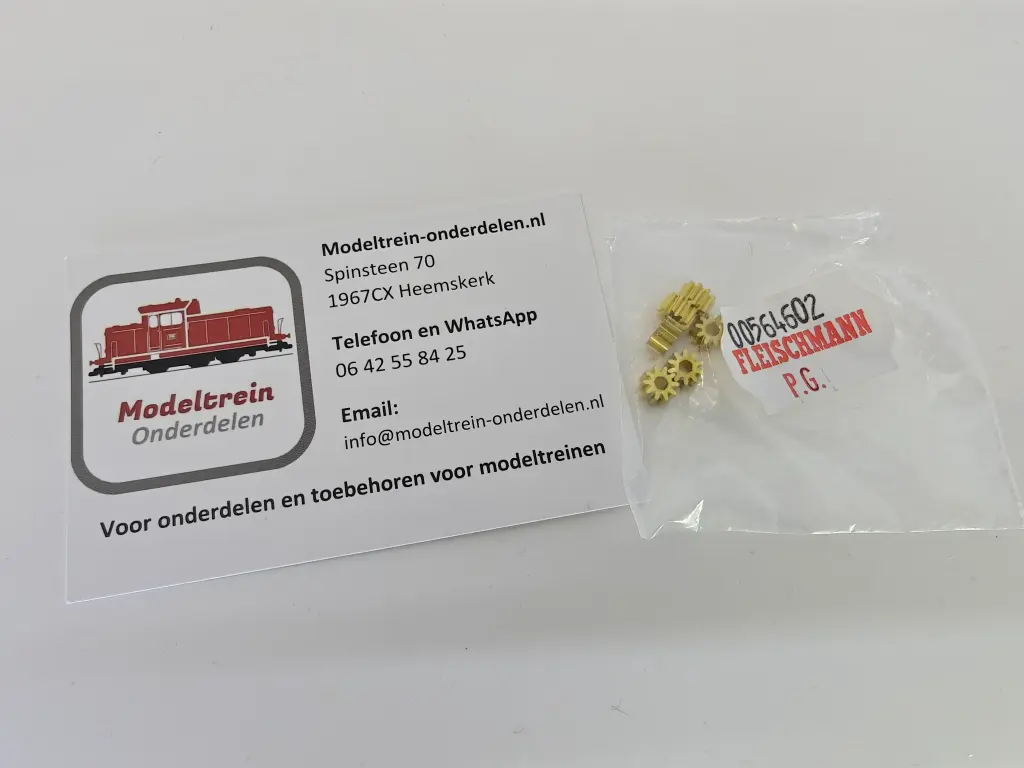 Modeltrein
Onderdelen
Modeltrein-onderdelen.nl
Spinsteen 70
1967CX Heemskerk
Telefoon en WhatsApp
06 42 55 84 25
Email:
info@modeltrein-onderdelen.nl
Voor onderdelen en toebehoren voor modeltreinen
00564602
FLEISCHMANN
P.G.